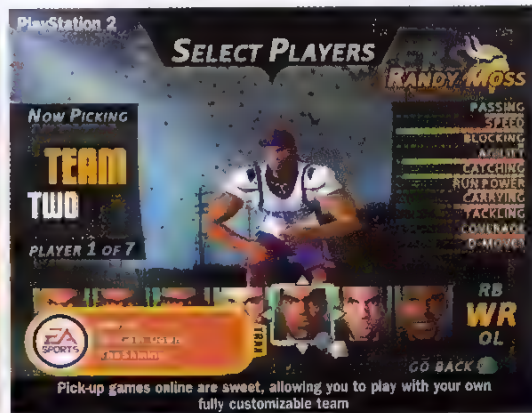 PlayStation 2
SELECT PLAYERS
RANDY MOSS
NOW PICKING
TEAM
TWO
PLAYER 1 OF 7
PASSING
SPEED
BLOCKING
AGILITY
CATCHING
RUN POWER
CARRYING
TACKLING
COVERAGE
D-MOVES
EA
SPORTS
TRAX
RB
WR
OL
GO BACK
Pick-up games online are sweet, allowing you to play with your own
fully customizable team